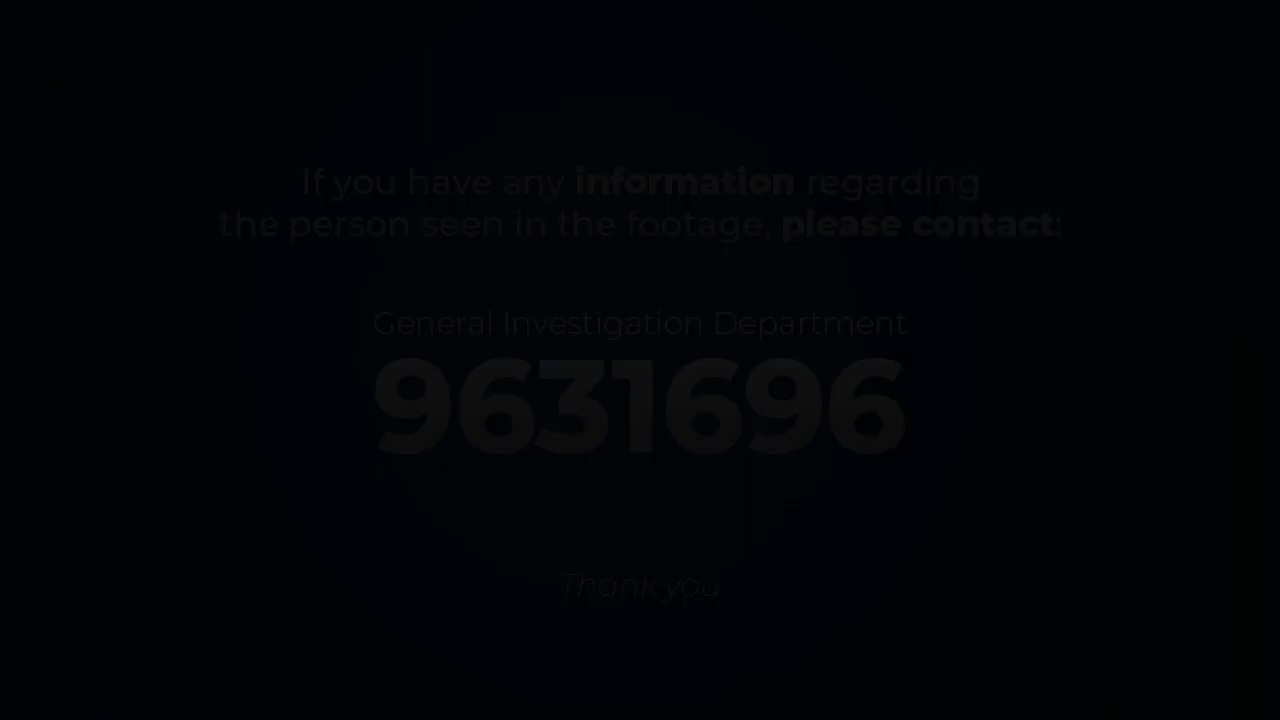 If you have any information regarding
the person seen in the footage, please contact:
General Investigation Department
9631696
Thank you